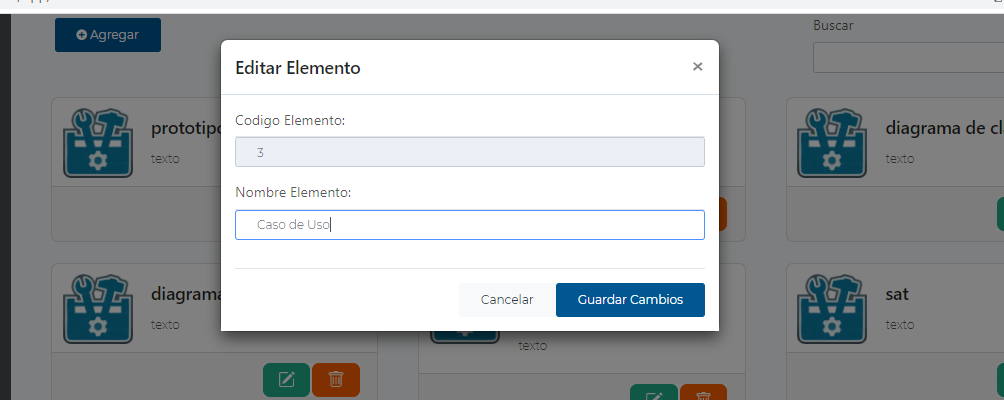 Agregar
Buscar
Editar Elemento
×
Codigo Elemento:
3
Nombre Elemento:
Caso de Uso
Cancelar
Guardar Cambios
prototipo
texto
diagrama de cl
texto
diagrama
texto
texto
sat
texto